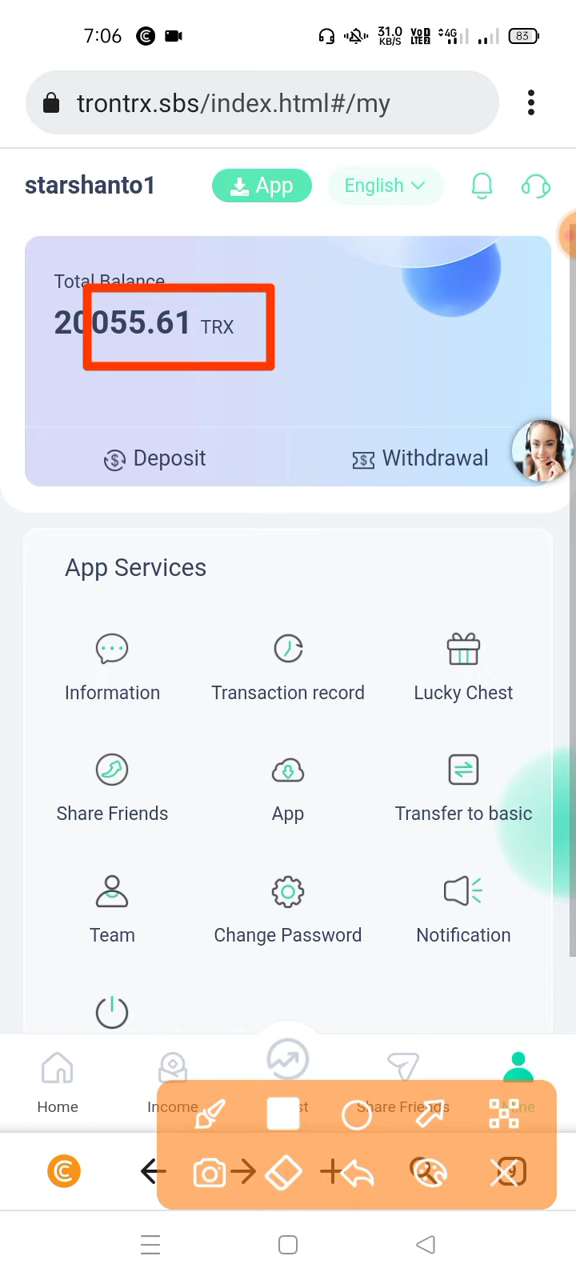 7:06 31.0 KB/S VoD LTE2 4G 83
trontrx.sbs/index.html#/my
starshanto1 App English
Total Balance
20055.61 TRX
Deposit Withdrawal
App Services
Information Transaction record Lucky Chest
Share Friends App Transfer to basic
Team Change Password Notification
Home Income Share Friends